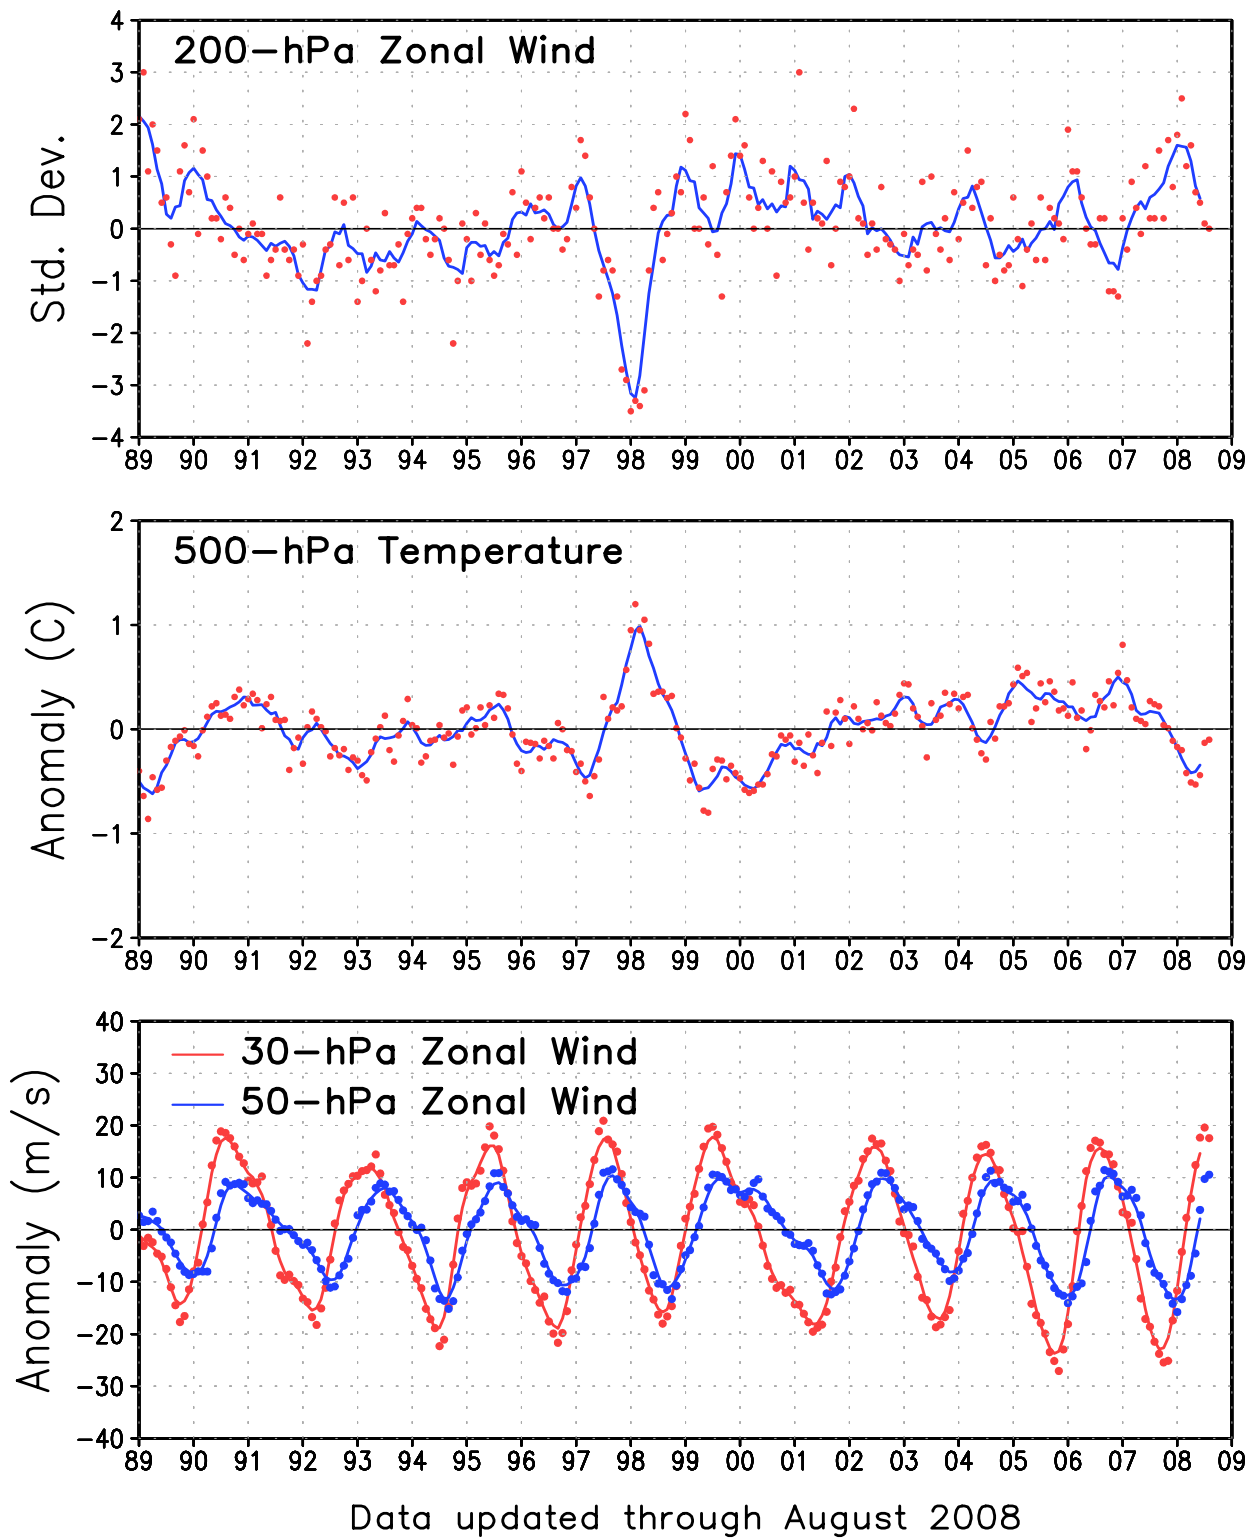 200-hPa Zonal Wind
Std. Dev.
4
3
2
1
0
-1
-2
-3
-4
89 90 91 92 93 94 95 96 97 98 99 00 01 02 03 04 05 06 07 08 09
500-hPa Temperature
Anomaly (C)
2
1
0
-1
-2
89 90 91 92 93 94 95 96 97 98 99 00 01 02 03 04 05 06 07 08 09
30-hPa Zonal Wind
50-hPa Zonal Wind
Anomaly (m/s)
40
30
20
10
0
-10
-20
-30
-40
89 90 91 92 93 94 95 96 97 98 99 00 01 02 03 04 05 06 07 08 09
Data updated through August 2008